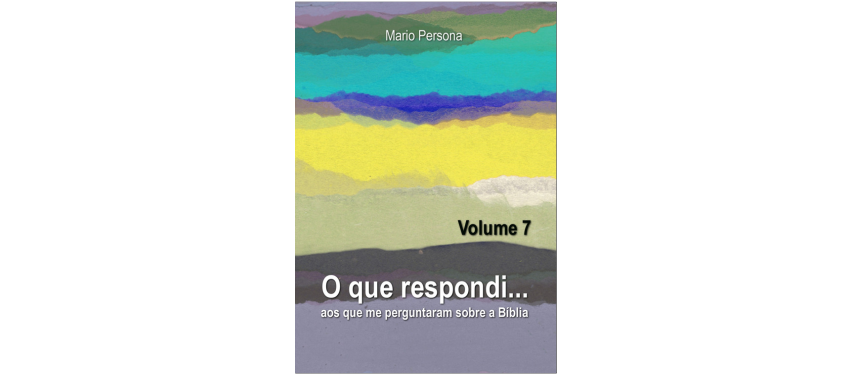 Mario Persona
Volume 7
O que respondi...
aos que me perguntaram sobre a Bíblia